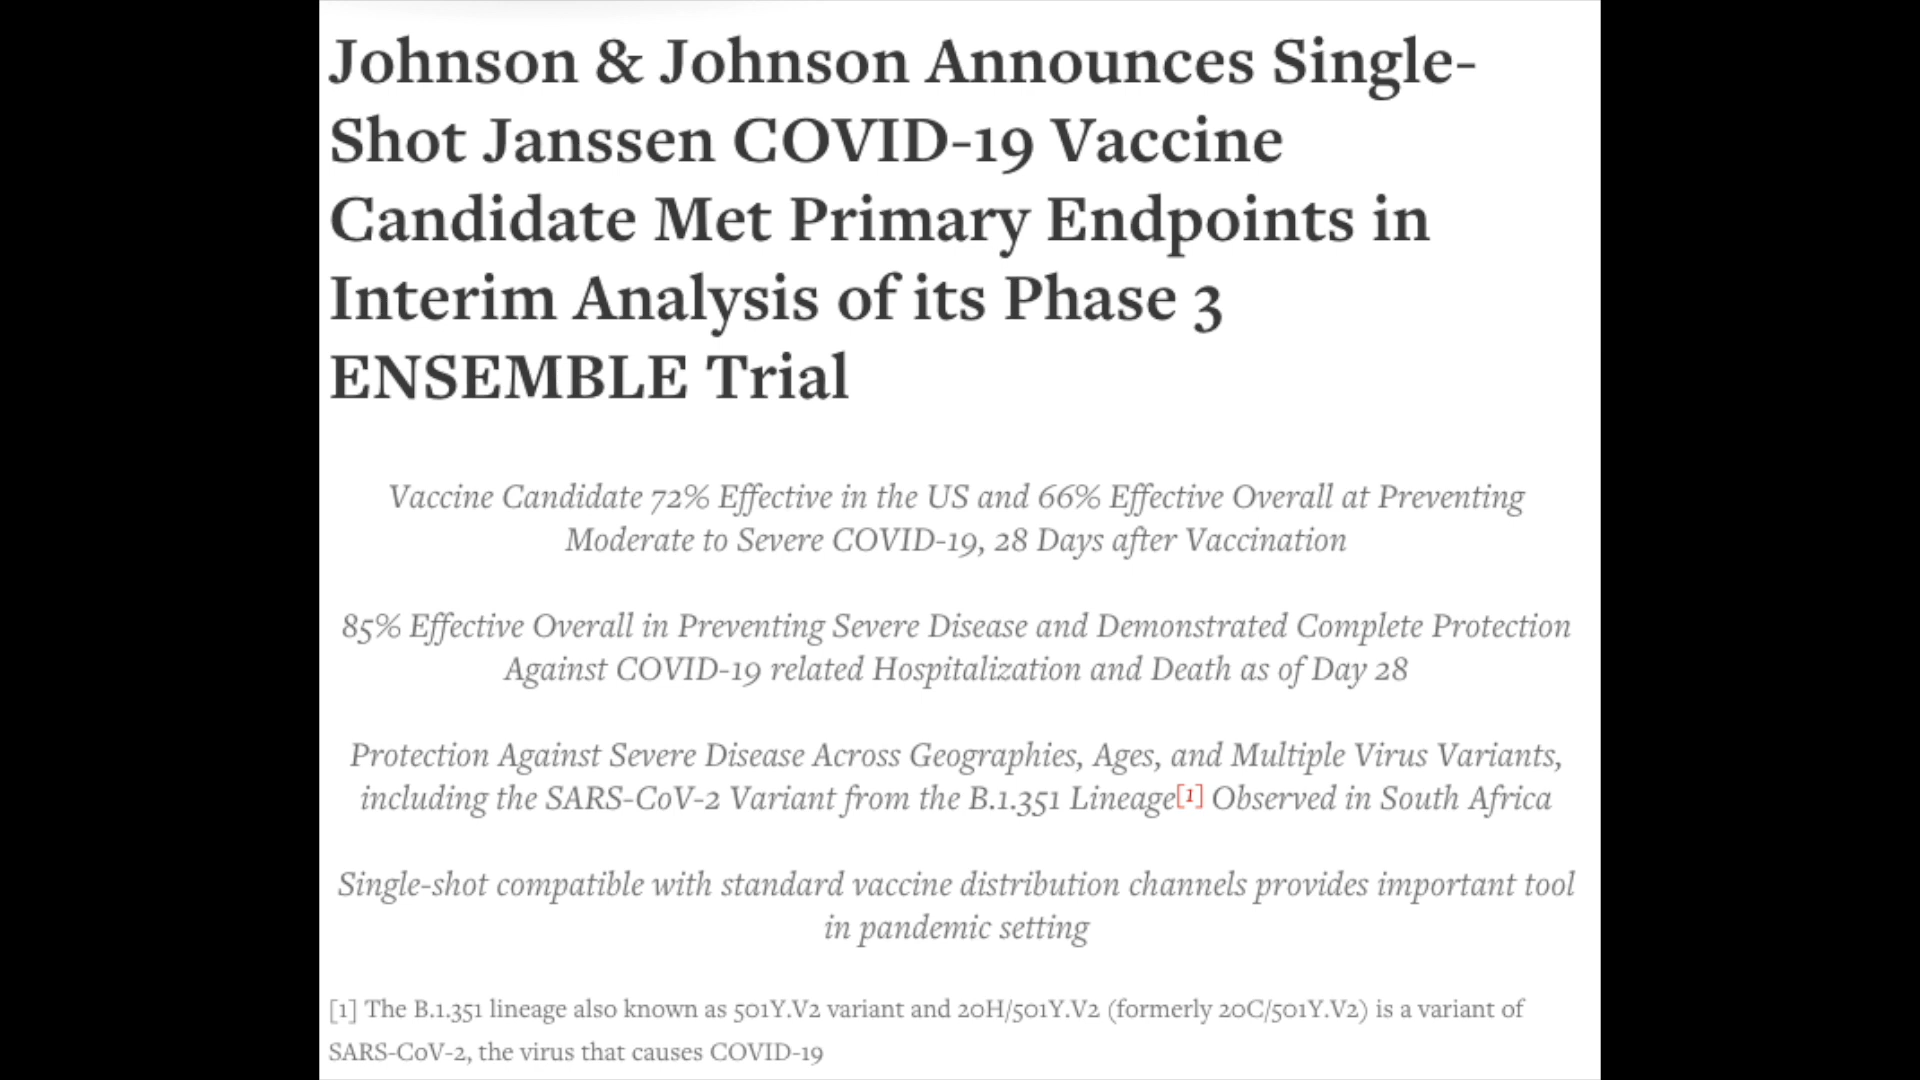 Johnson & Johnson Announces Single-
Shot Janssen COVID-19 Vaccine
Candidate Met Primary Endpoints in
Interim Analysis of its Phase 3
ENSEMBLE Trial
Vaccine Candidate 72% Effective in the US and 66% Effective Overall at Preventing
Moderate to Severe COVID-19, 28 Days after Vaccination
85% Effective Overall in Preventing Severe Disease and Demonstrated Complete Protection
Against COVID-19 related Hospitalization and Death as of Day 28
Protection Against Severe Disease Across Geographies, Ages, and Multiple Virus Variants,
including the SARS-CoV-2 Variant from the B.1.351 Lineage[1] Observed in South Africa
Single-shot compatible with standard vaccine distribution channels provides important tool
in pandemic setting
[1] The B.1.351 lineage also known as 501Y.V2 variant and 20H/501Y.V2 (formerly 20C/501Y.V2) is a variant of
SARS-CoV-2, the virus that causes COVID-19